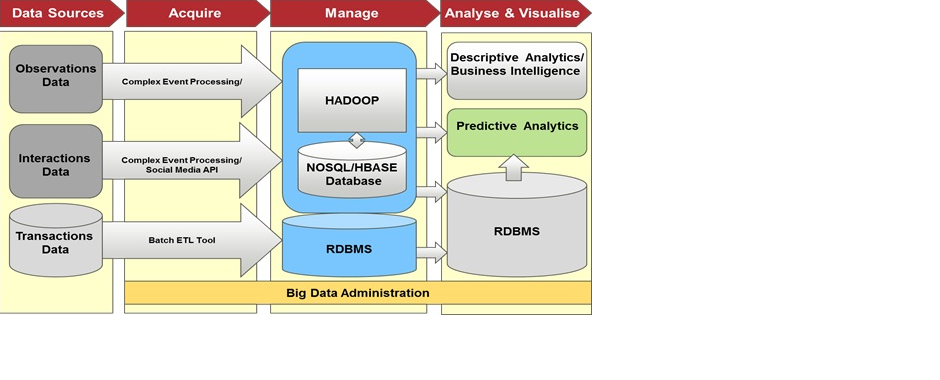 Data Sources
Acquire
Manage
Analyse & Visualise
Observations
Data
Complex Event Processing/
HADOOP
Descriptive Analytics/
Business Intelligence
Predictive Analytics
Interactions
Data
Complex Event Processing/
Social Media API
NOSQL/HBASE
Database
Transactions
Data
Batch ETL Tool
RDBMS
RDBMS
Big Data Administration